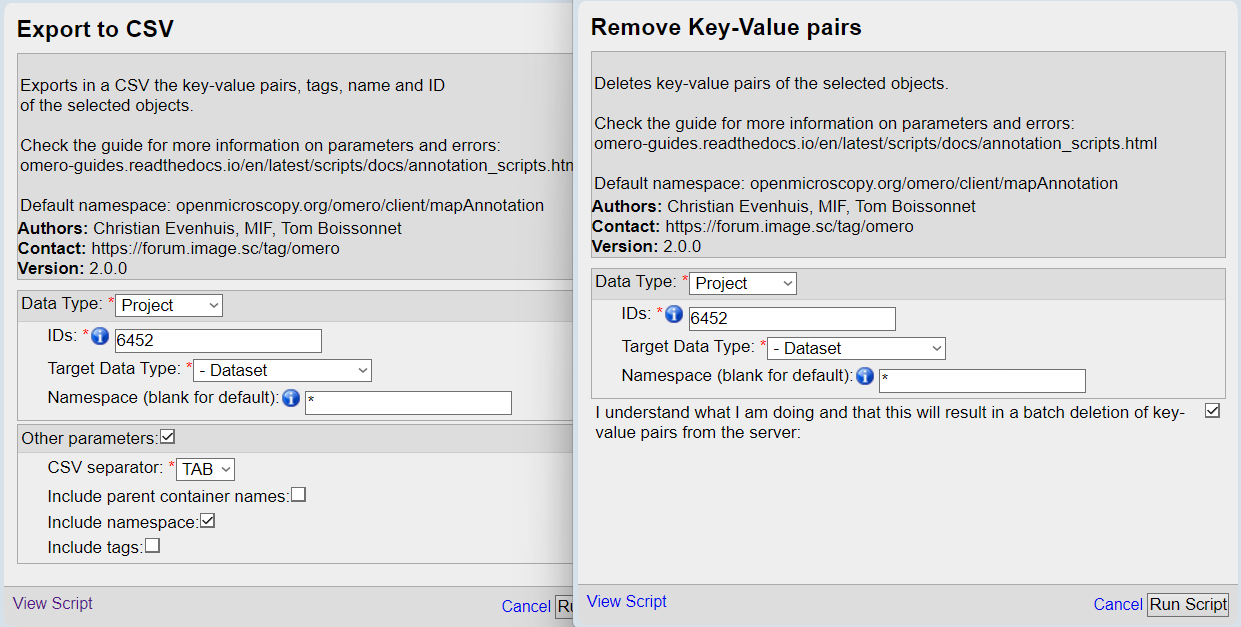 Export to CSV
Exports in a CSV the key-value pairs, tags, name and ID
of the selected objects.
Check the guide for more information on parameters and errors:
omero-guides.readthedocs.io/en/latest/scripts/docs/annotation_scripts.htm
Default namespace: openmicroscopy.org/omero/client/mapAnnotation
Authors: Christian Evenhuis, MIF, Tom Boissonnet
Contact: https://forum.image.sc/tag/omero
Version: 2.0.0
Data Type: * Project
IDs: * 6452
Target Data Type: * - Dataset
Namespace (blank for default): *
Other parameters:
CSV separator: * TAB
Include parent container names:
Include namespace:
Include tags:
View Script
Cancel Ru
Remove Key-Value pairs
Deletes key-value pairs of the selected objects.
Check the guide for more information on parameters and errors:
omero-guides.readthedocs.io/en/latest/scripts/docs/annotation_scripts.html
Default namespace: openmicroscopy.org/omero/client/mapAnnotation
Authors: Christian Evenhuis, MIF, Tom Boissonnet
Contact: https://forum.image.sc/tag/omero
Version: 2.0.0
Data Type: * Project
IDs: * 6452
Target Data Type: * - Dataset
Namespace (blank for default): *
I understand what I am doing and that this will result in a batch deletion of key-
value pairs from the server:
View Script
Cancel Run Script